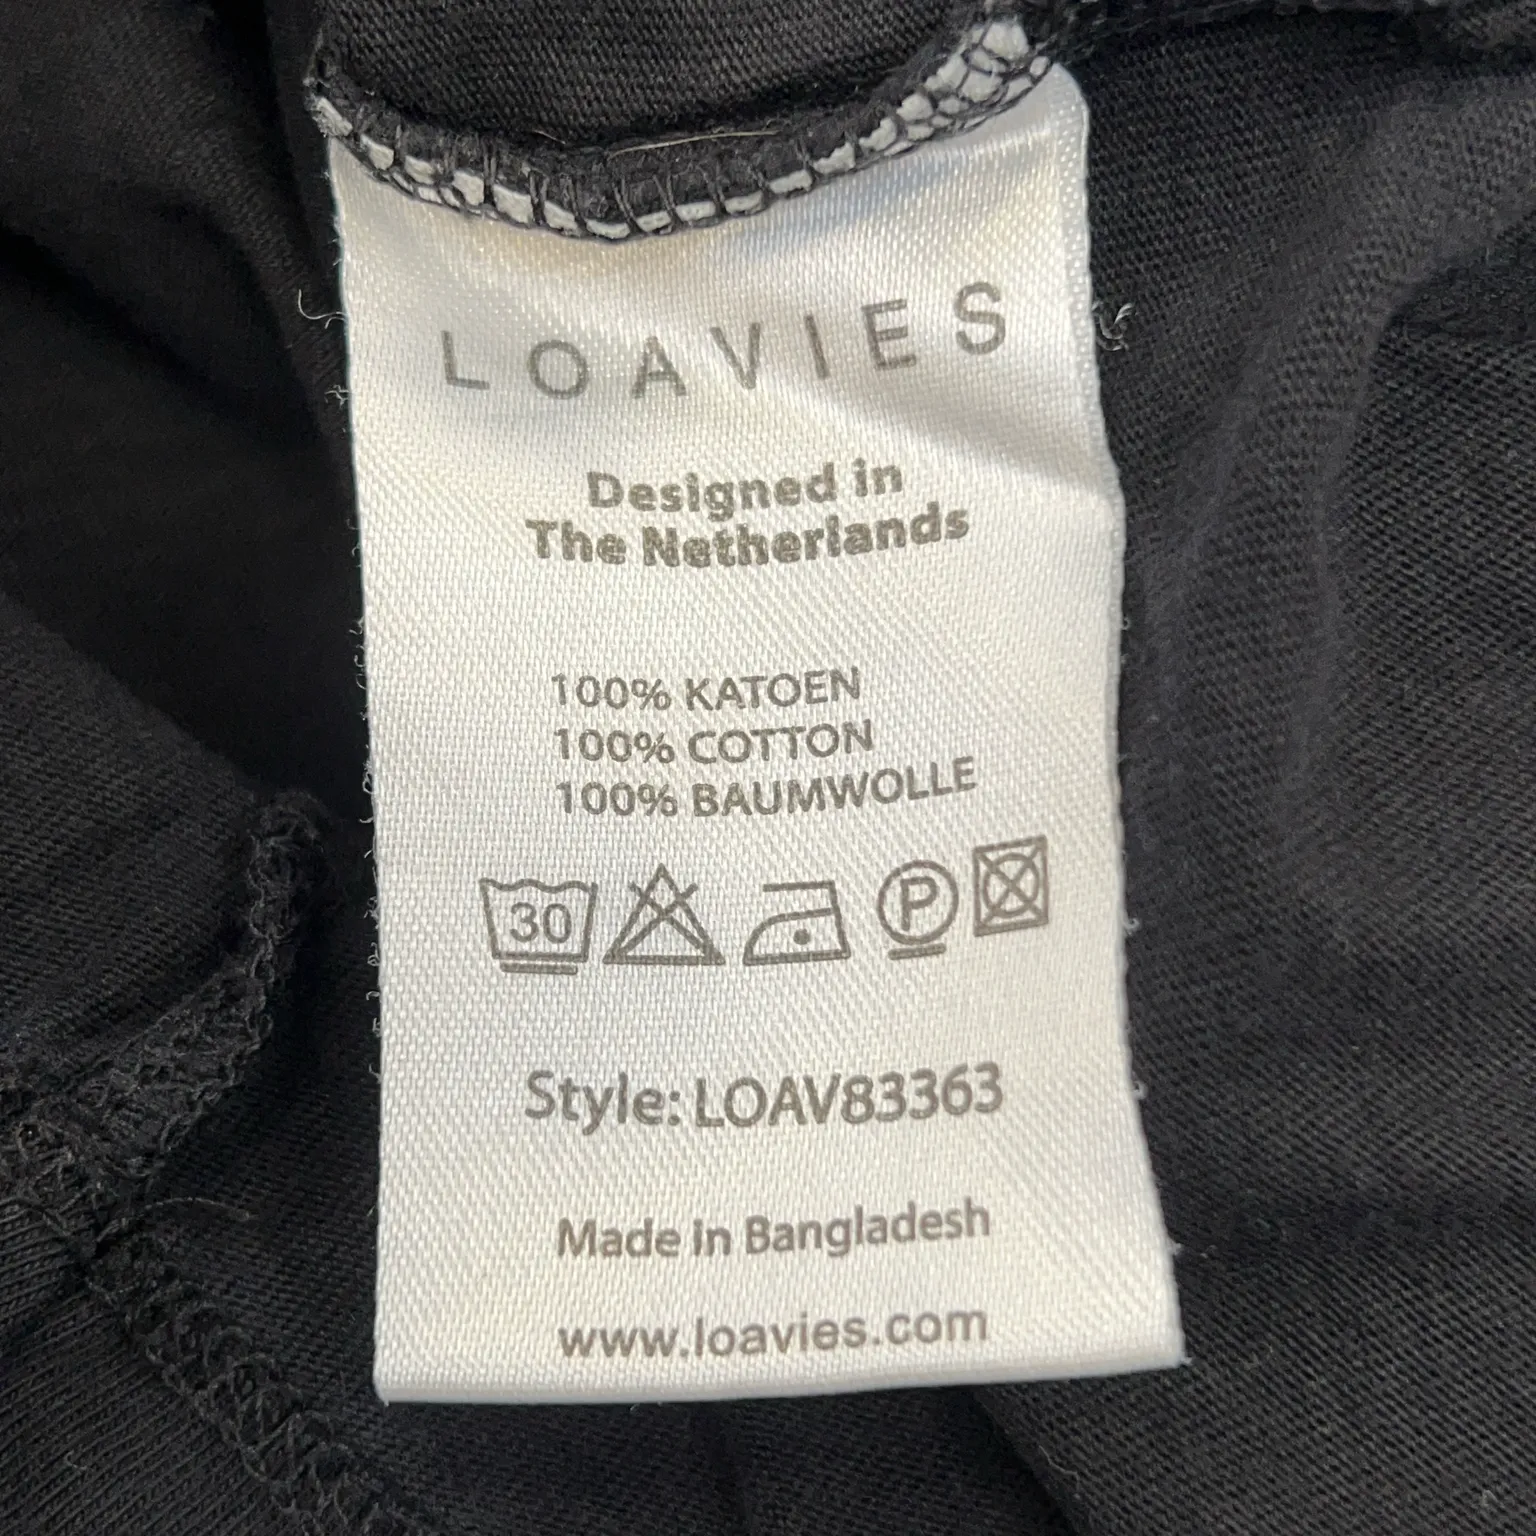 LOAVIES
Designed in
The Netherlands
100% KATOEN
100% COTTON
100% BAUMWOLLE
30 P
Style: LOAV83363
Made in Bangladesh
www.loavies.com